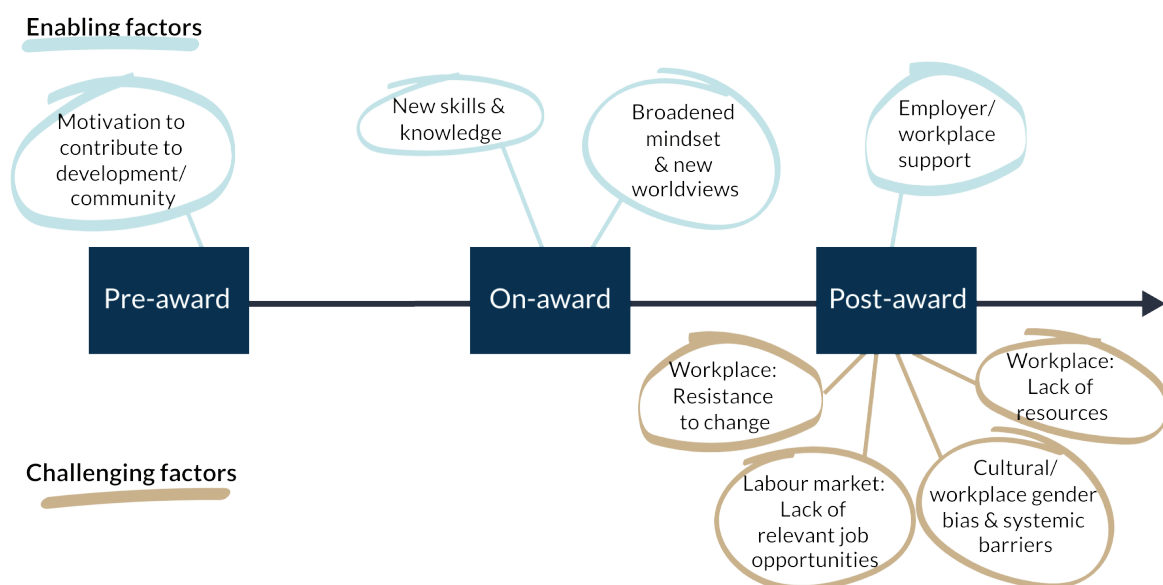 Enabling factors
Motivation to
contribute to
development/
community
New skills &
knowledge
Broadened
mindset
& new
worldviews
Employer/
workplace
support
Pre-award
On-award
Post-award
Workplace:
Resistance
to change
Workplace:
Lack of
resources
Challenging factors
Labour market:
Lack of
relevant job
opportunities
Cultural/
workplace gender
bias & systemic
barriers